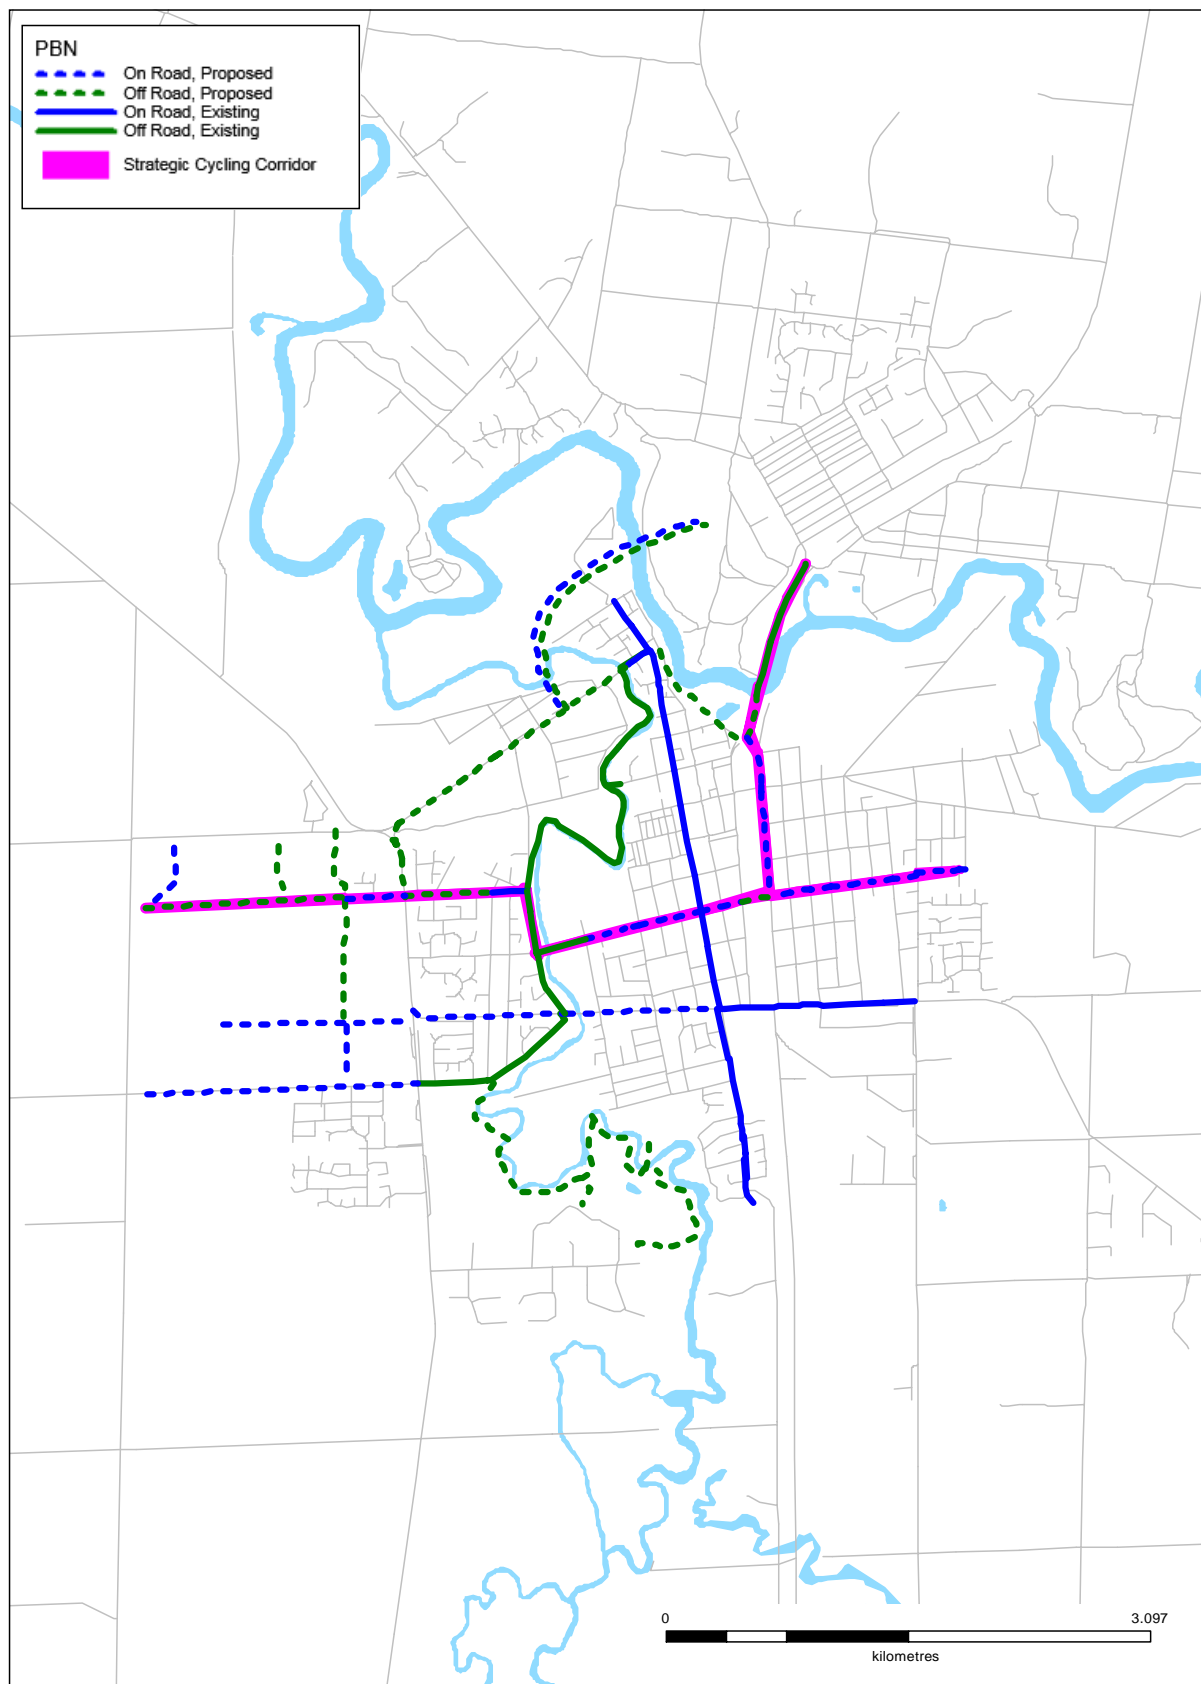 PBN
On Road, Proposed
Off Road, Proposed
On Road, Existing
Off Road, Existing
Strategic Cycling Corridor
0 3.097
kilometres